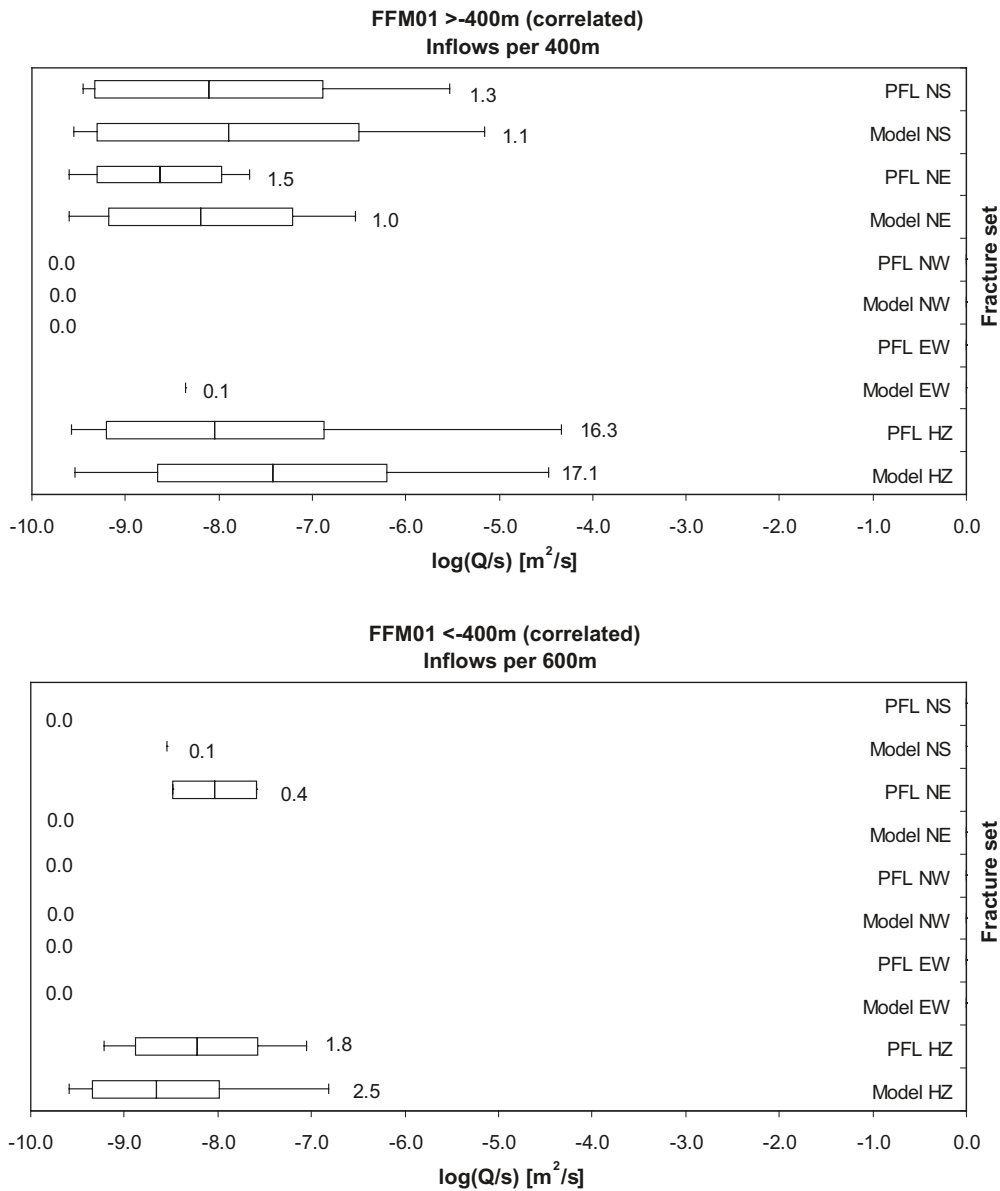 FFM01 >-400m (correlated)
Inflows per 400m
PFL NS
1.3
Model NS
1.1
PFL NE
1.5
Model NE
1.0
PFL NW
0.0
Model NW
0.0
0.0
PFL EW
Model EW
0.1
PFL HZ
16.3
Model HZ
17.1
Fracture set
-10.0 -9.0 -8.0 -7.0 -6.0 -5.0 -4.0 -3.0 -2.0 -1.0 0.0
log(Q/s) [m²/s]
FFM01 <-400m (correlated)
Inflows per 600m
PFL NS
0.0
Model NS
0.1
PFL NE
0.4
Model NE
0.0
PFL NW
0.0
Model NW
0.0
PFL EW
0.0
Model EW
0.0
PFL HZ
1.8
Model HZ
2.5
Fracture set
-10.0 -9.0 -8.0 -7.0 -6.0 -5.0 -4.0 -3.0 -2.0 -1.0 0.0
log(Q/s) [m²/s]